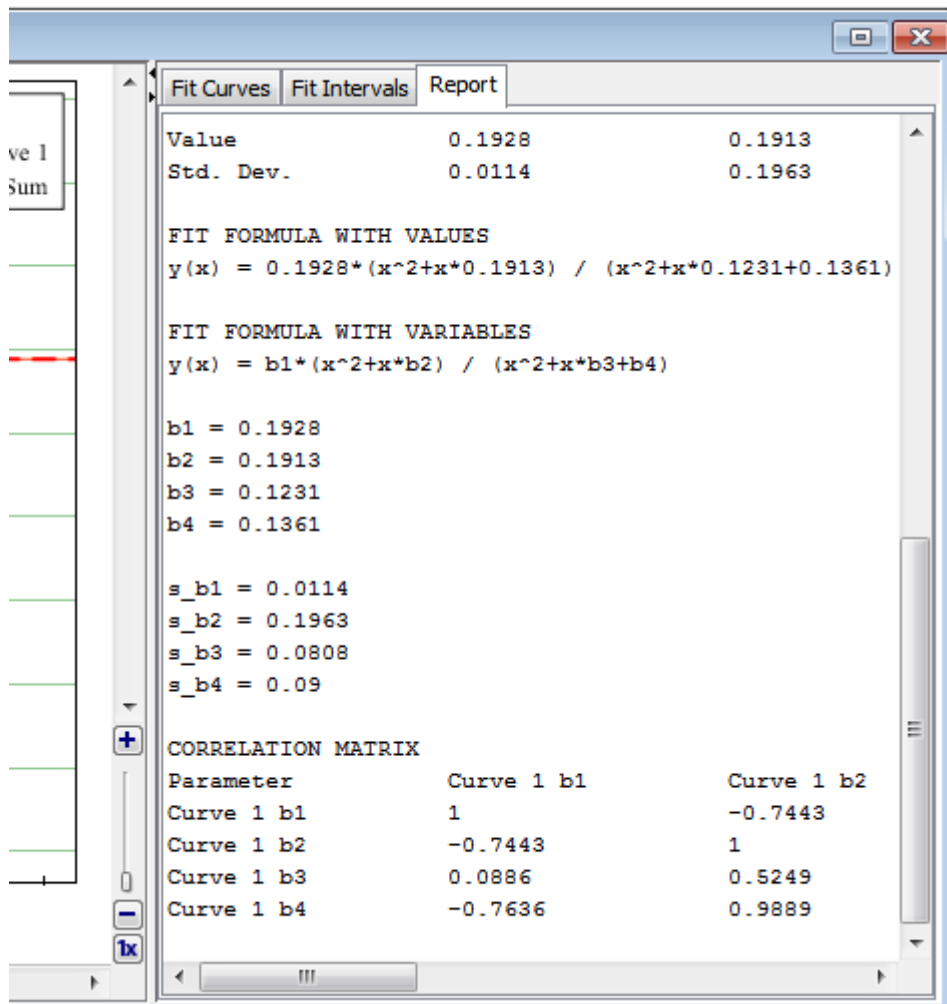 Fit Curves Fit Intervals Report
ve 1
Sum
Value 0.1928 0.1913
Std. Dev. 0.0114 0.1963
FIT FORMULA WITH VALUES
y(x) = 0.1928*(x^2+x*0.1913) / (x^2+x*0.1231+0.1361)
FIT FORMULA WITH VARIABLES
y(x) = b1*(x^2+x*b2) / (x^2+x*b3+b4)
b1 = 0.1928
b2 = 0.1913
b3 = 0.1231
b4 = 0.1361
s_b1 = 0.0114
s_b2 = 0.1963
s_b3 = 0.0808
s_b4 = 0.09
CORRELATION MATRIX
Parameter Curve 1 b1 Curve 1 b2
Curve 1 b1 1 -0.7443
Curve 1 b2 -0.7443 1
Curve 1 b3 0.0886 0.5249
Curve 1 b4 -0.7636 0.9889
1x